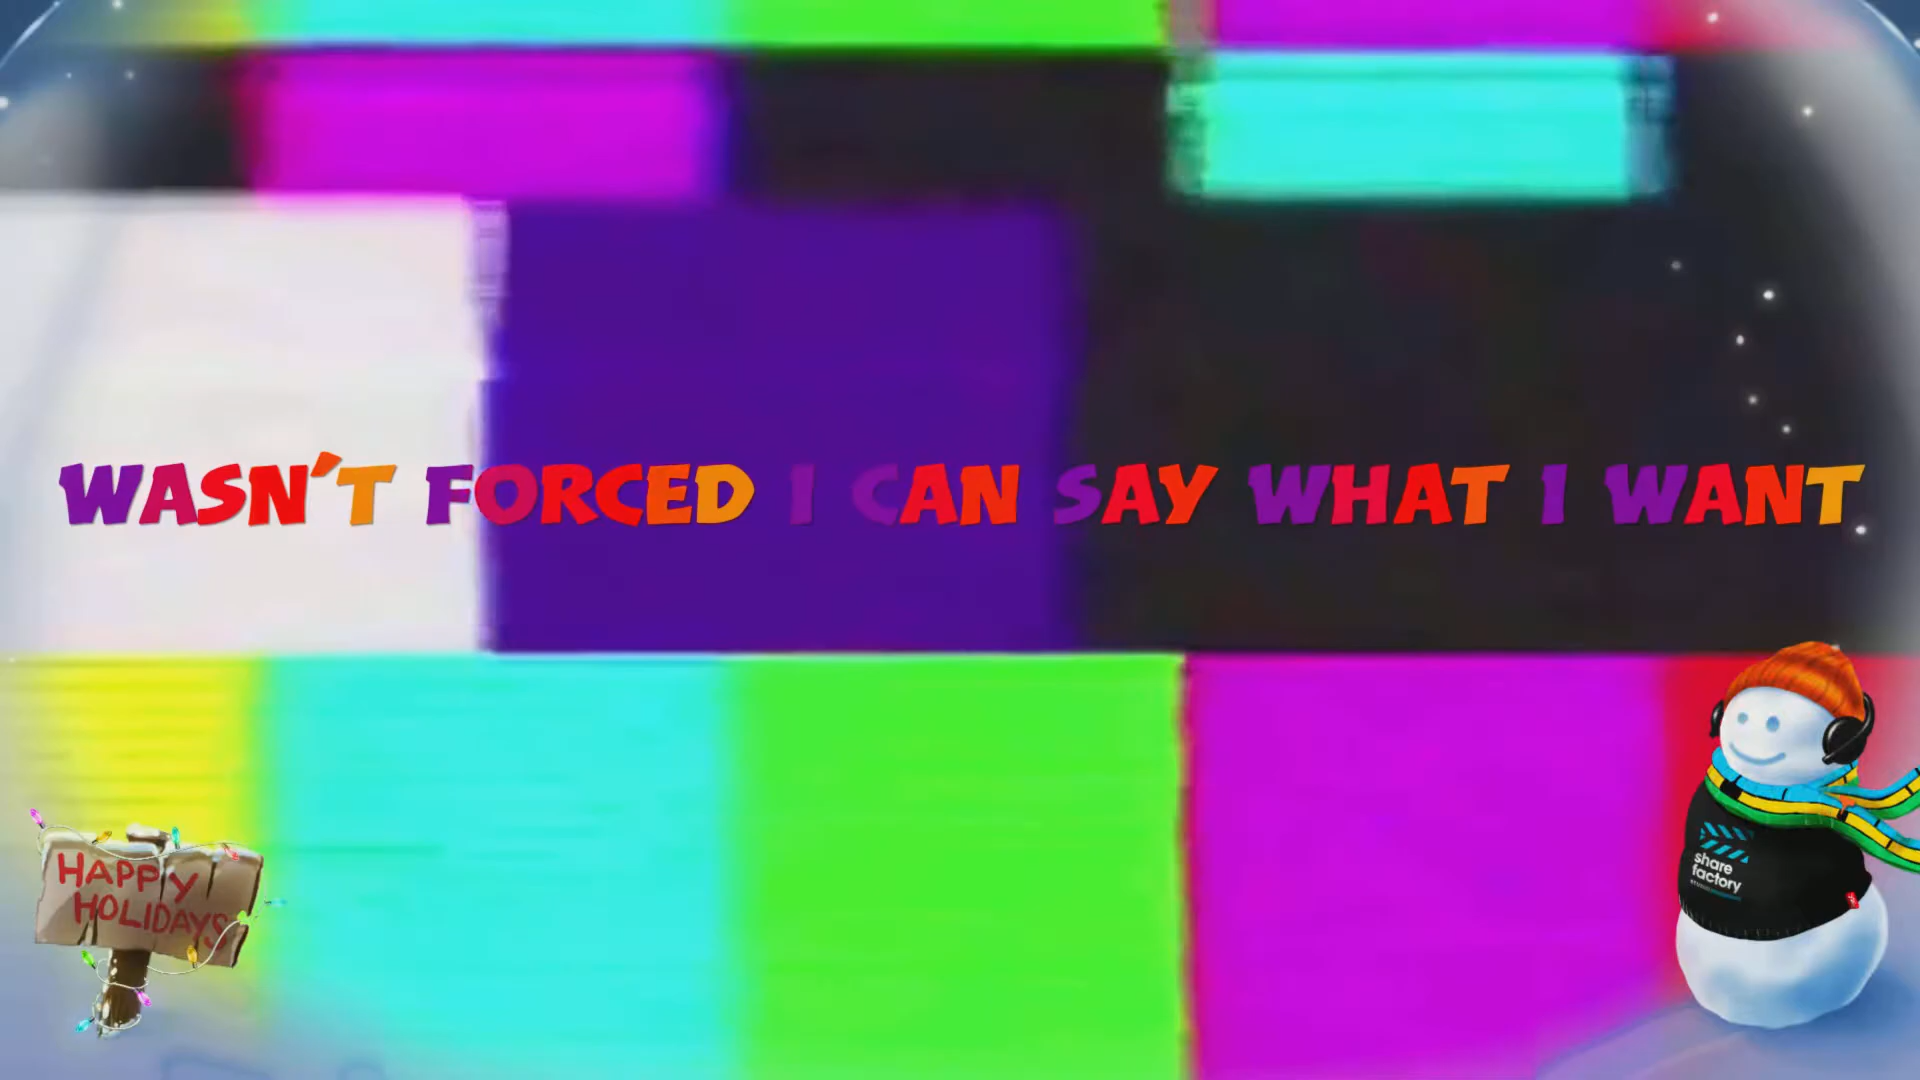 WASN'T FORCED I CAN SAY WHAT I WANT
HAPPY
HOLIDAYS
share
factory